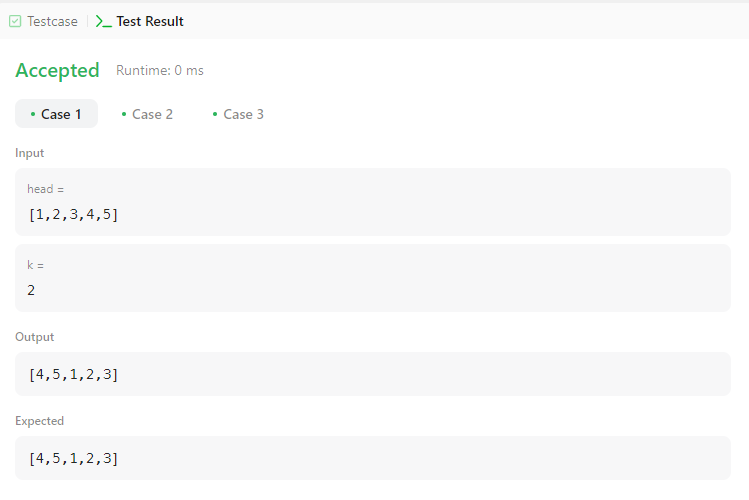 Testcase Test Result
Accepted Runtime: 0 ms
Case 1 Case 2 Case 3
Input
head =
[1,2,3,4,5]
k =
2
Output
[4,5,1,2,3]
Expected
[4,5,1,2,3]